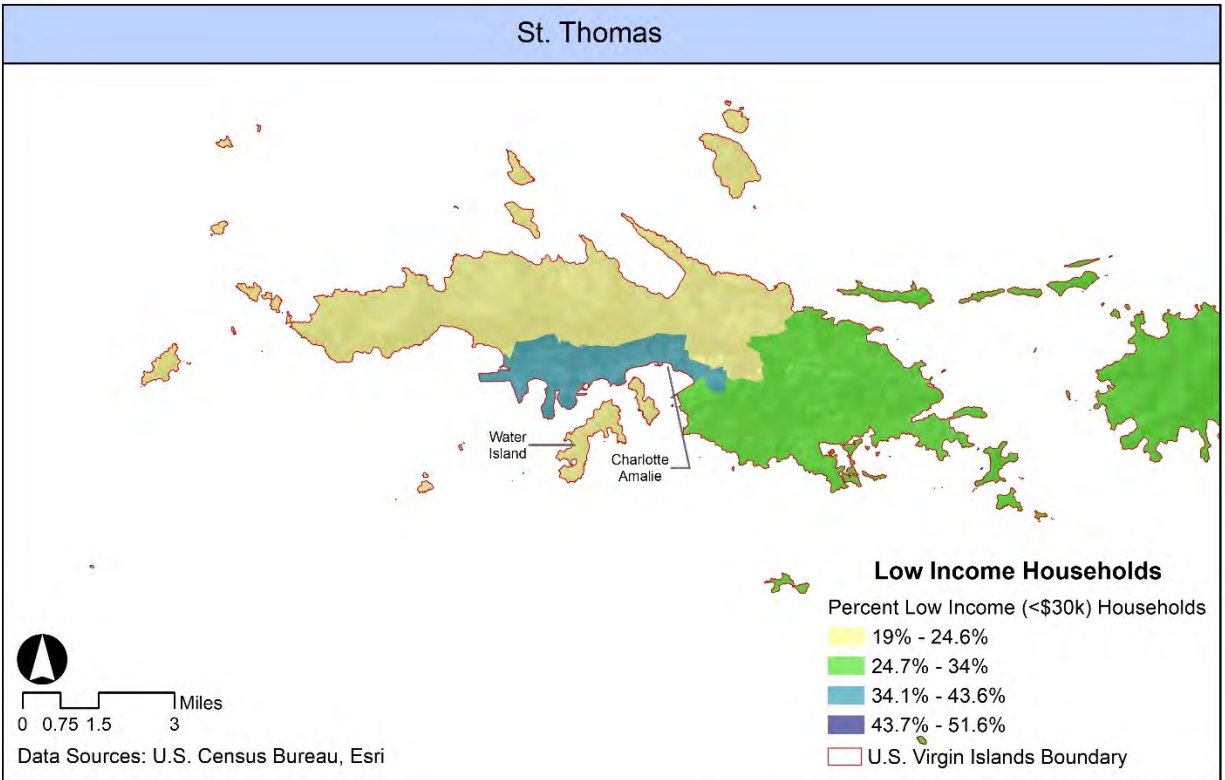 St. Thomas
Water
Island
Charlotte
Amalie
Low Income Households
Percent Low Income (<$30k) Households
19% - 24.6%
24.7% - 34%
34.1% - 43.6%
43.7% - 51.6%
U.S. Virgin Islands Boundary
Miles
0 0.75 1.5 3
Data Sources: U.S. Census Bureau, Esri